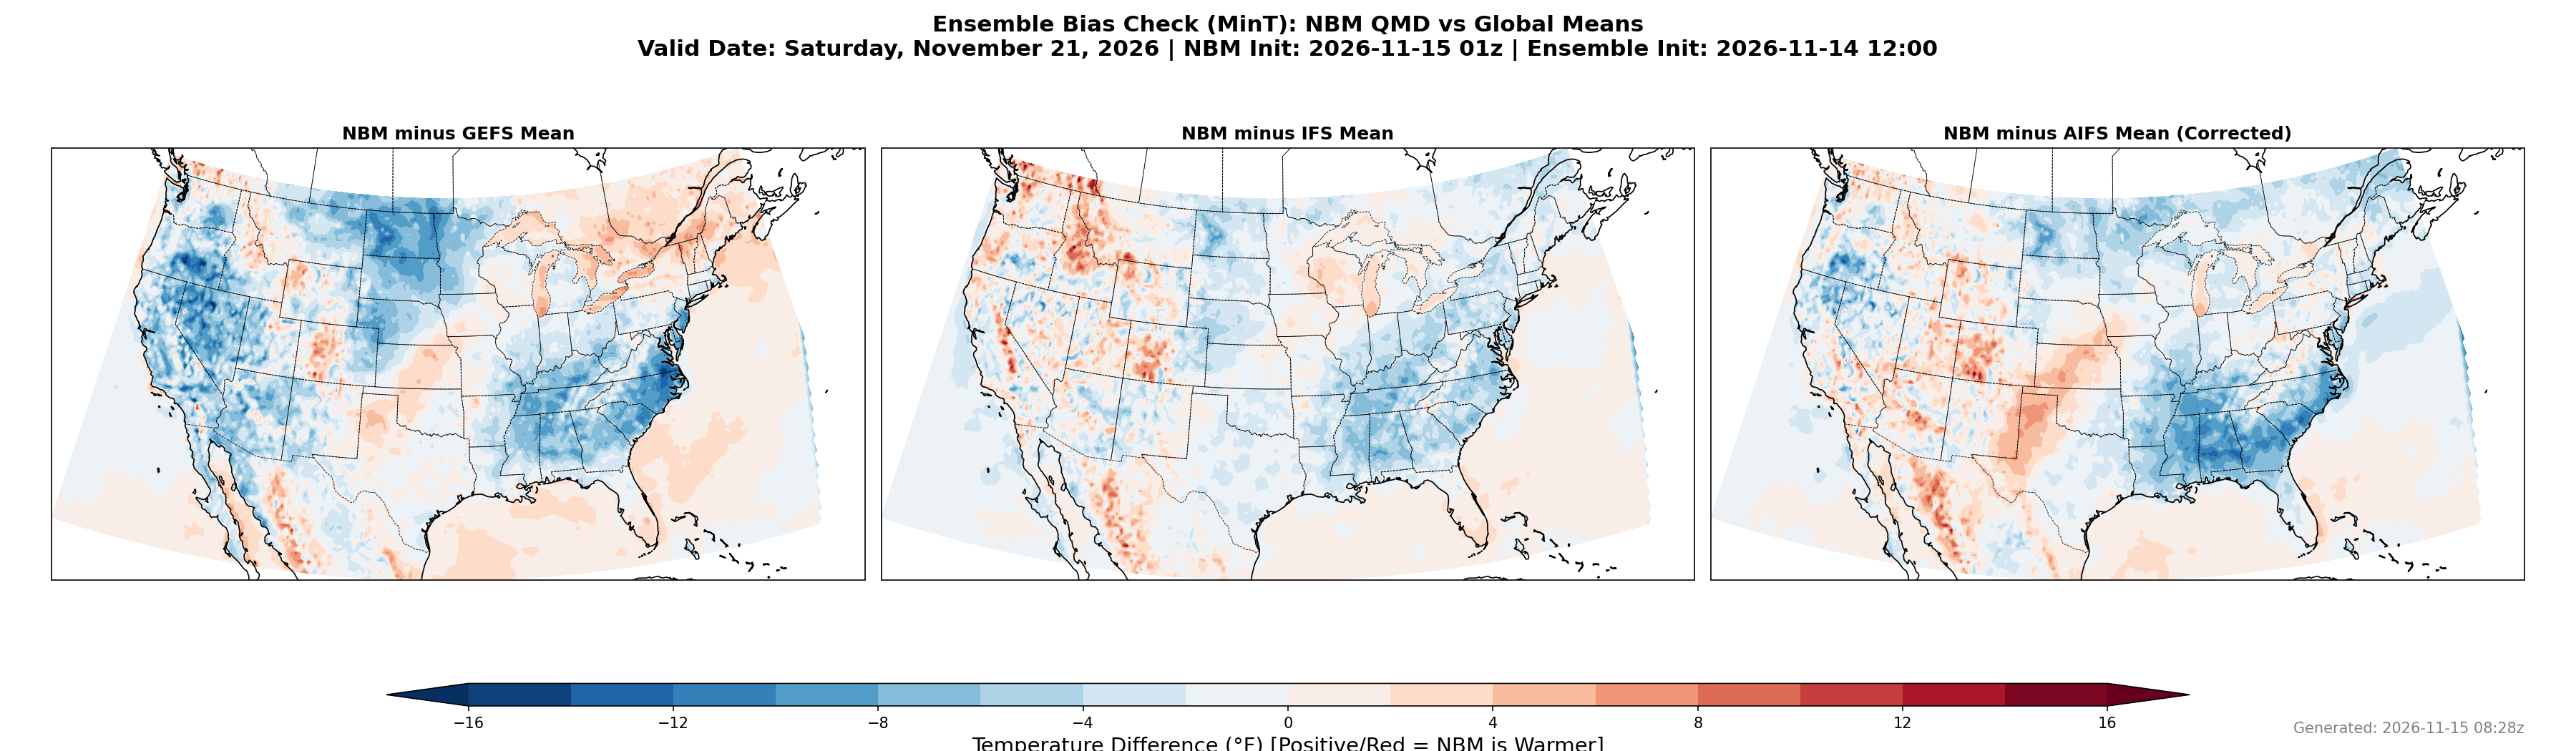 Ensemble Bias Check (MinT): NBM QMD vs Global Means
Valid Date: Saturday, November 21, 2026 | NBM Init: 2026-11-15 01z | Ensemble Init: 2026-11-14 12:00
NBM minus GEFS Mean
NBM minus IFS Mean
NBM minus AIFS Mean (Corrected)
−16 −12 −8 −4 0 4 8 12 16
Temperature Difference (°F) [Positive/Red = NBM is Warmer]
Generated: 2026-11-15 08:28z